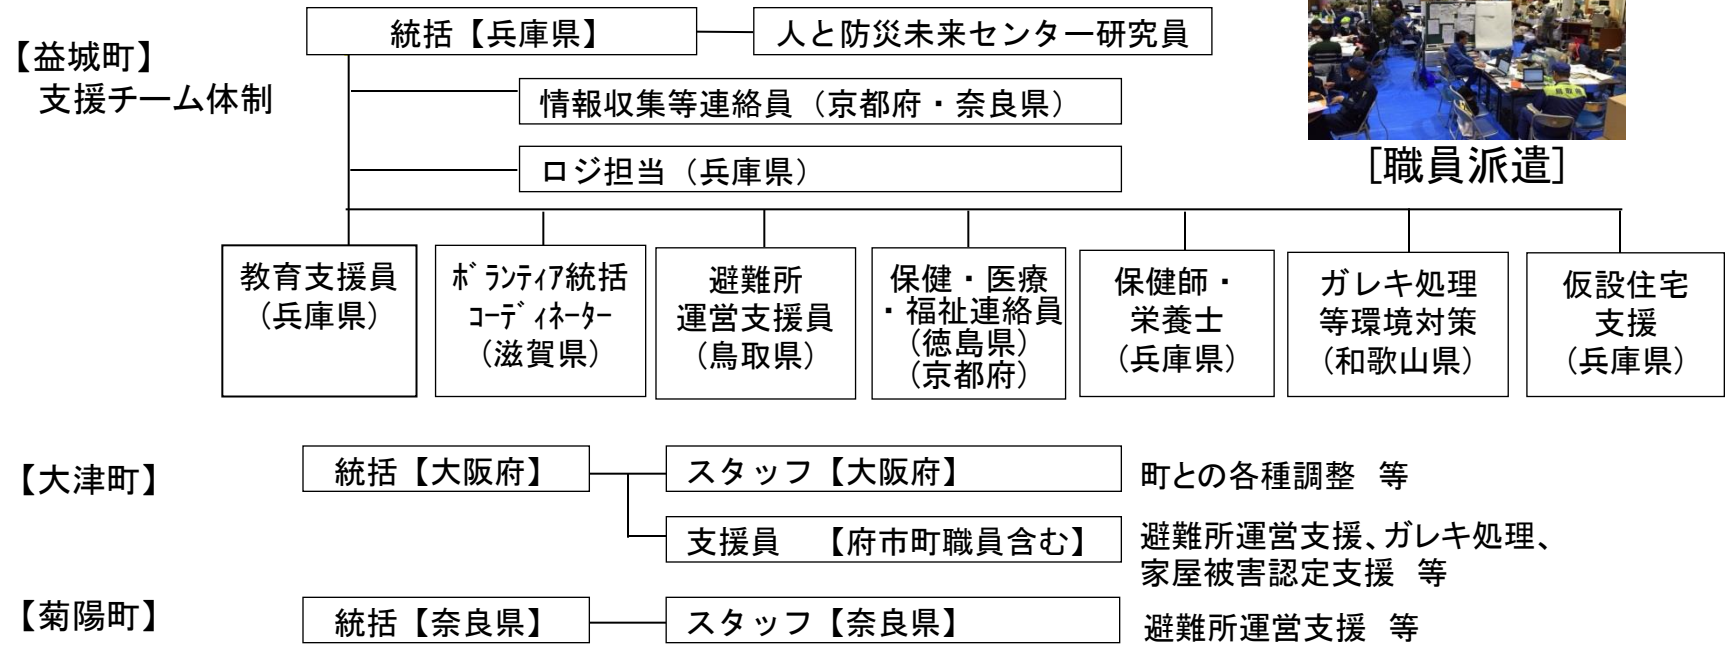 【益城町】
支援チーム体制
統括【兵庫県】
人と防災未来センター研究員
情報収集等連絡員（京都府・奈良県）
ロジ担当（兵庫県）
[職員派遣]
教育支援員
（兵庫県）
ﾎﾞﾗﾝﾃｨｱ統括
ｺｰﾃﾞｨﾈｰﾀｰ
（滋賀県）
避難所
運営支援員
（鳥取県）
保健・医療
・福祉連絡員
（徳島県）
（京都府）
保健師・
栄養士
（兵庫県）
ガレキ処理
等環境対策
（和歌山県）
仮設住宅
支援
（兵庫県）
【大津町】
統括【大阪府】
スタッフ【大阪府】
町との各種調整　等
支援員　【府市町職員含む】
避難所運営支援、ガレキ処理、
家屋被害認定支援　等
【菊陽町】
統括【奈良県】
スタッフ【奈良県】
避難所運営支援　等